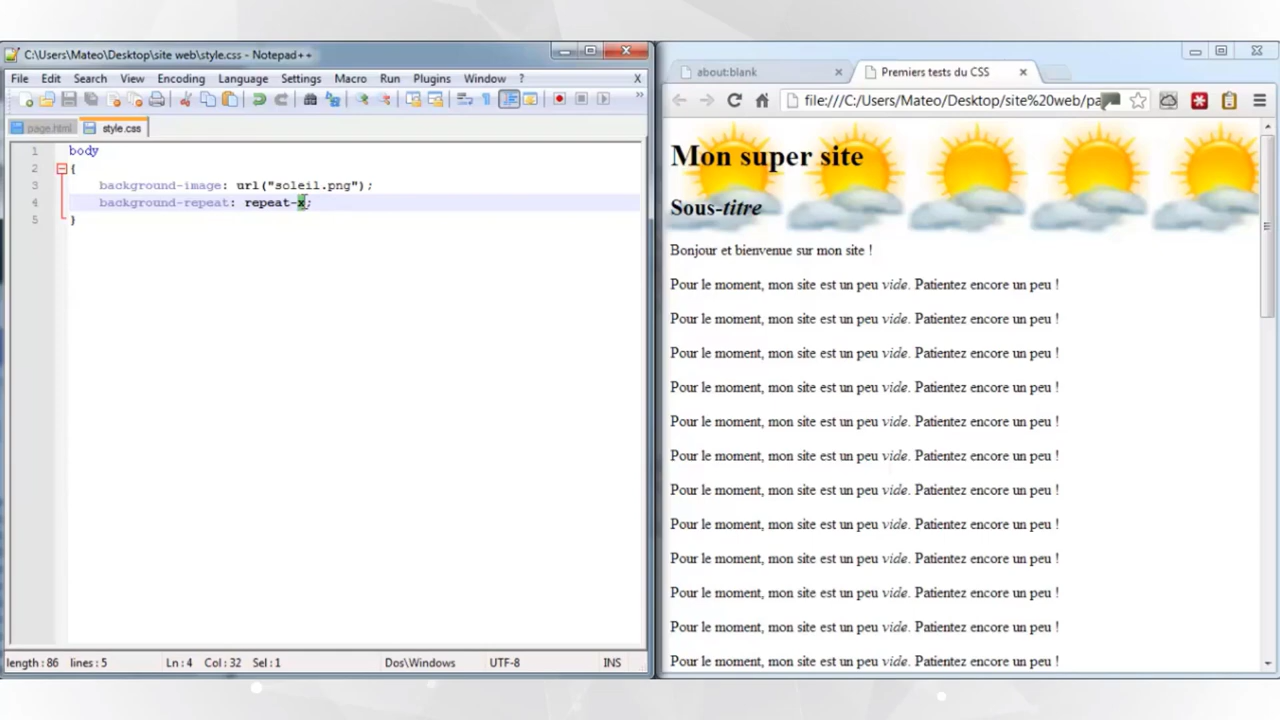 C:\Users\Mateo\Desktop\site web\style.css - Notepad++
File Edit Search View Encoding Language Settings Macro Run Plugins Window ? X
page.html style.css
1 body
2 {
3 background-image: url("soleil.png");
4 background-repeat: repeat-x;
5 }
length : 86 lines : 5 Ln : 4 Col : 32 Sel : 1 Dos\Windows UTF-8 INS
about:blank Premiers tests du CSS
file:///C:/Users/Mateo/Desktop/site%20web/pa
Mon super site
Sous-titre
Bonjour et bienvenue sur mon site !
Pour le moment, mon site est un peu vide. Patientez encore un peu !
Pour le moment, mon site est un peu vide. Patientez encore un peu !
Pour le moment, mon site est un peu vide. Patientez encore un peu !
Pour le moment, mon site est un peu vide. Patientez encore un peu !
Pour le moment, mon site est un peu vide. Patientez encore un peu !
Pour le moment, mon site est un peu vide. Patientez encore un peu !
Pour le moment, mon site est un peu vide. Patientez encore un peu !
Pour le moment, mon site est un peu vide. Patientez encore un peu !
Pour le moment, mon site est un peu vide. Patientez encore un peu !
Pour le moment, mon site est un peu vide. Patientez encore un peu !
Pour le moment, mon site est un peu vide. Patientez encore un peu !
Pour le moment, mon site est un peu vide. Patientez encore un peu !